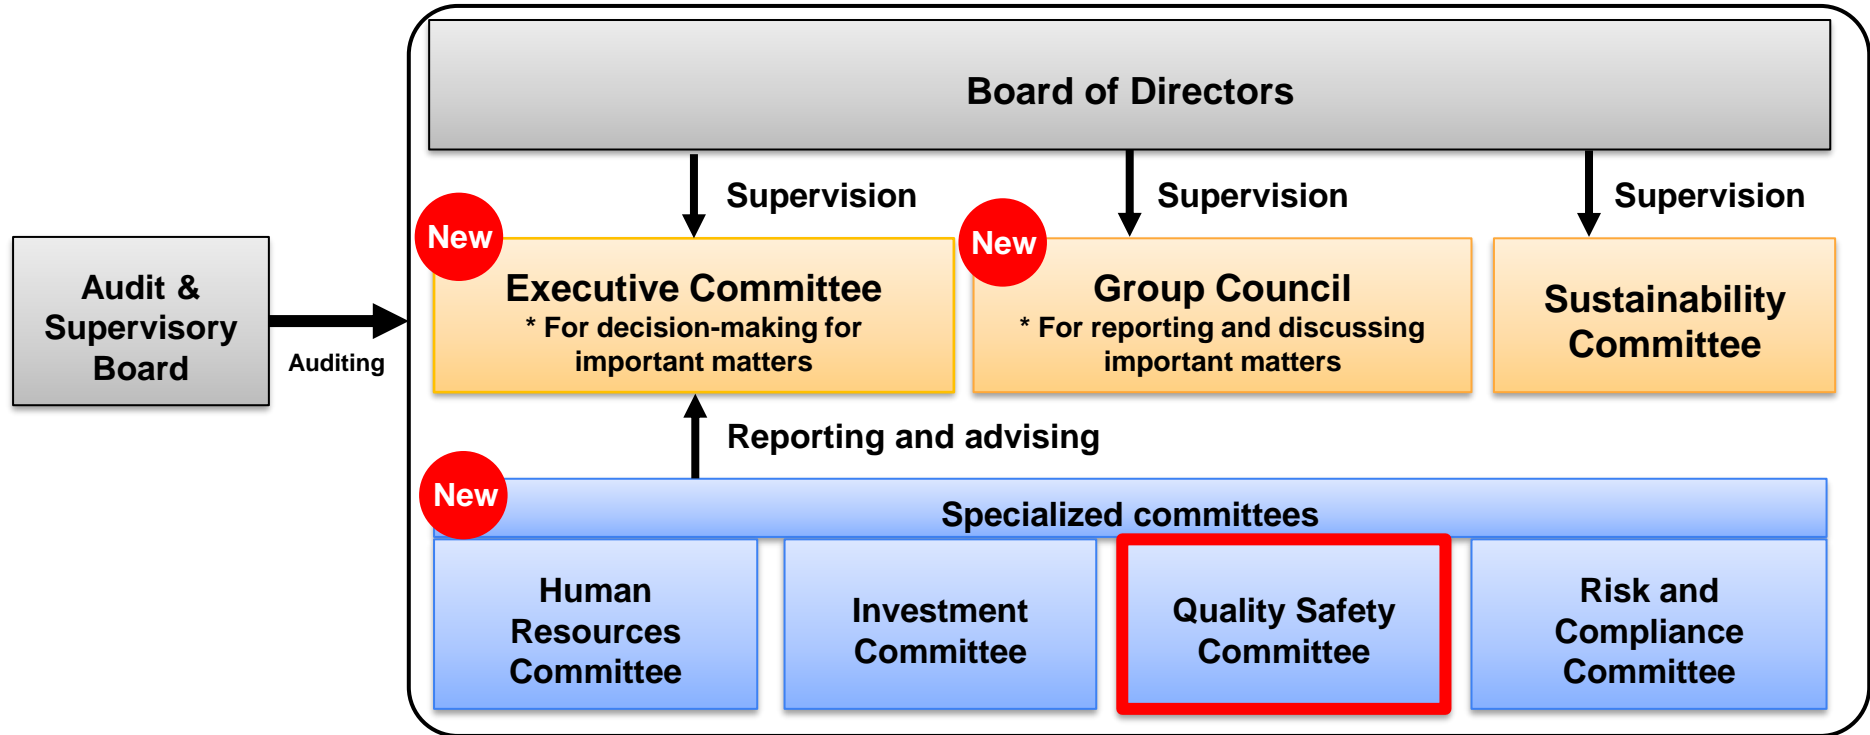 Board of Directors
Supervision
Supervision
Supervision
New
New
Audit &
Supervisory
Board
Auditing
Executive Committee
* For decision-making for
important matters
Group Council
* For reporting and discussing
important matters
Sustainability
Committee
Reporting and advising
New
Specialized committees
Human
Resources
Committee
Investment
Committee
Quality Safety
Committee
Risk and
Compliance
Committee